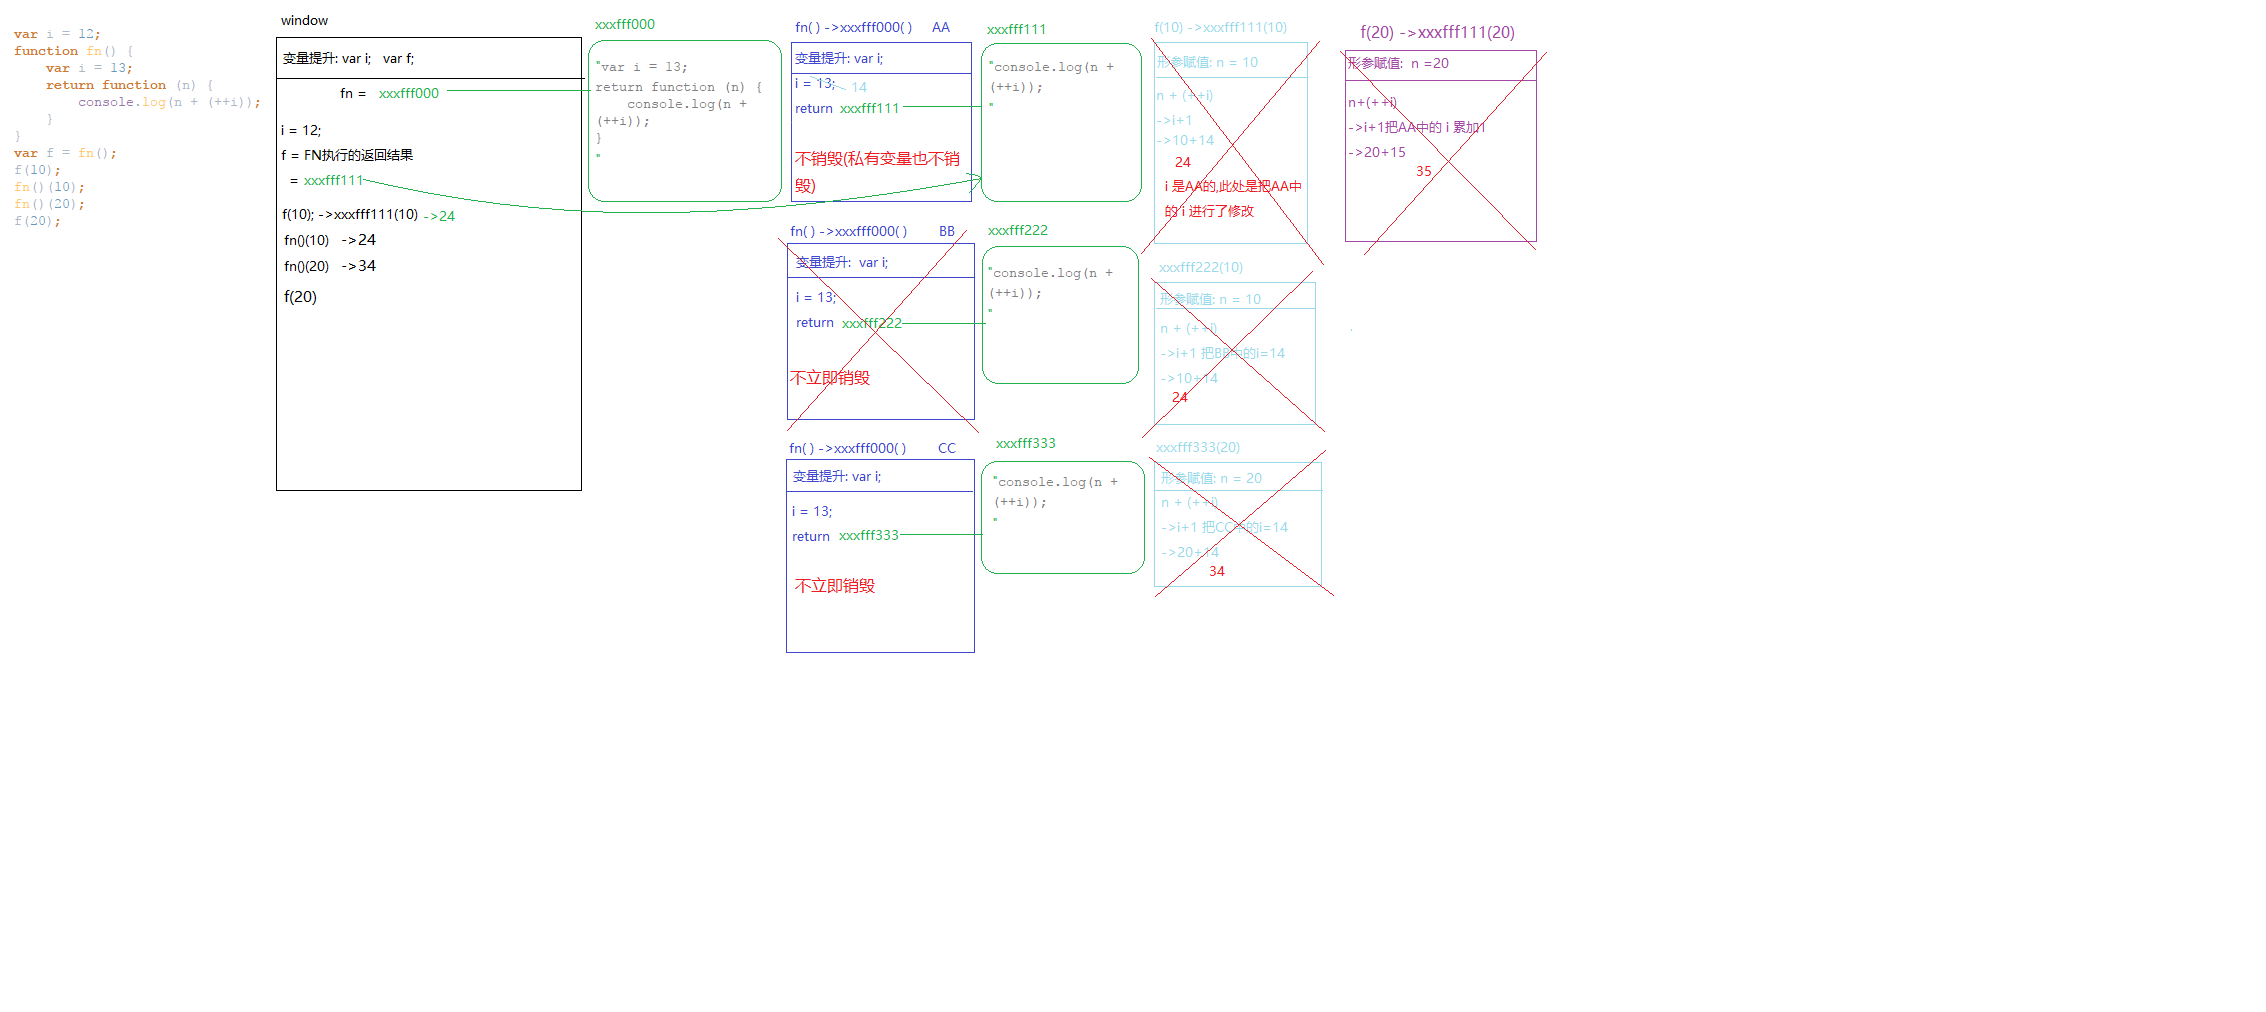 var i = 12;
function fn() {
    var i = 13;
    return function (n) {
        console.log(n + (++i));
    }
}
var f = fn();
f(10);
fn()(10);
fn()(20);
f(20);
window
变量提升: var i;   var f;
fn =   xxxfff000
i = 12;
f = FN执行的返回结果
= xxxfff111
f(10); ->xxxfff111(10) ->24
fn()(10)   ->24
fn()(20)   ->34
f(20)
xxxfff000
"var i = 13;
return function (n) {
    console.log(n +
(++i));
}
"
fn( ) ->xxxfff000( )     AA
变量提升: var i;
i = 13;    14
return  xxxfff111
不销毁(私有变量也不销
毁)
xxxfff111
"console.log(n +
(++i));
"
f(10) ->xxxfff111(10)
形参赋值: n = 10
n + (++i)
->i+1
->10+14
24
i 是AA的,此处是把AA中
的 i 进行了修改
f(20) ->xxxfff111(20)
形参赋值:  n =20
n+(++i)
->i+1把AA中的 i 累加1
->20+15
35
fn( ) ->xxxfff000( )        BB
变量提升:  var i;
i = 13;
return  xxxfff222
不立即销毁
xxxfff222
"console.log(n +
(++i));
"
xxxfff222(10)
形参赋值: n = 10
n + (++i)
->i+1 把BB中的i=14
->10+14
24
fn( ) ->xxxfff000( )        CC
变量提升: var i;
i = 13;
return  xxxfff333
不立即销毁
xxxfff333
"console.log(n +
(++i));
"
xxxfff333(20)
形参赋值: n = 20
n + (++i)
->i+1 把CC中的i=14
->20+14
34